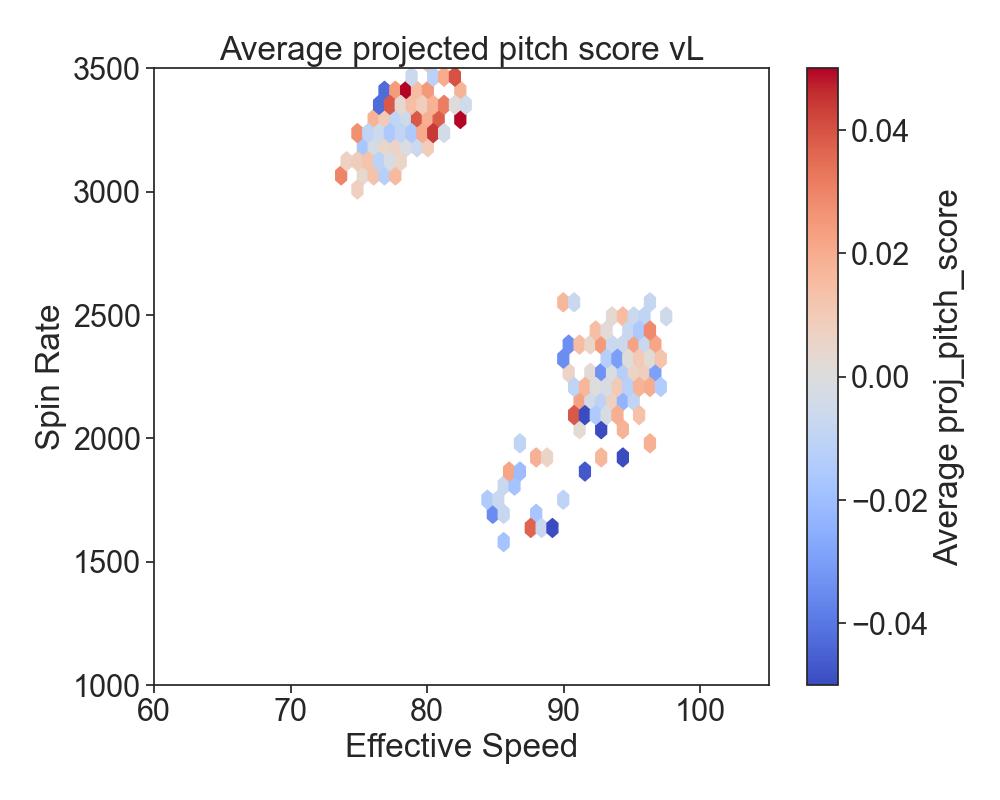 Average projected pitch score vL
3500
3000
2500
2000
1500
1000
Spin Rate
60 70 80 90 100
Effective Speed
0.04
0.02
0.00
−0.02
−0.04
Average proj_pitch_score